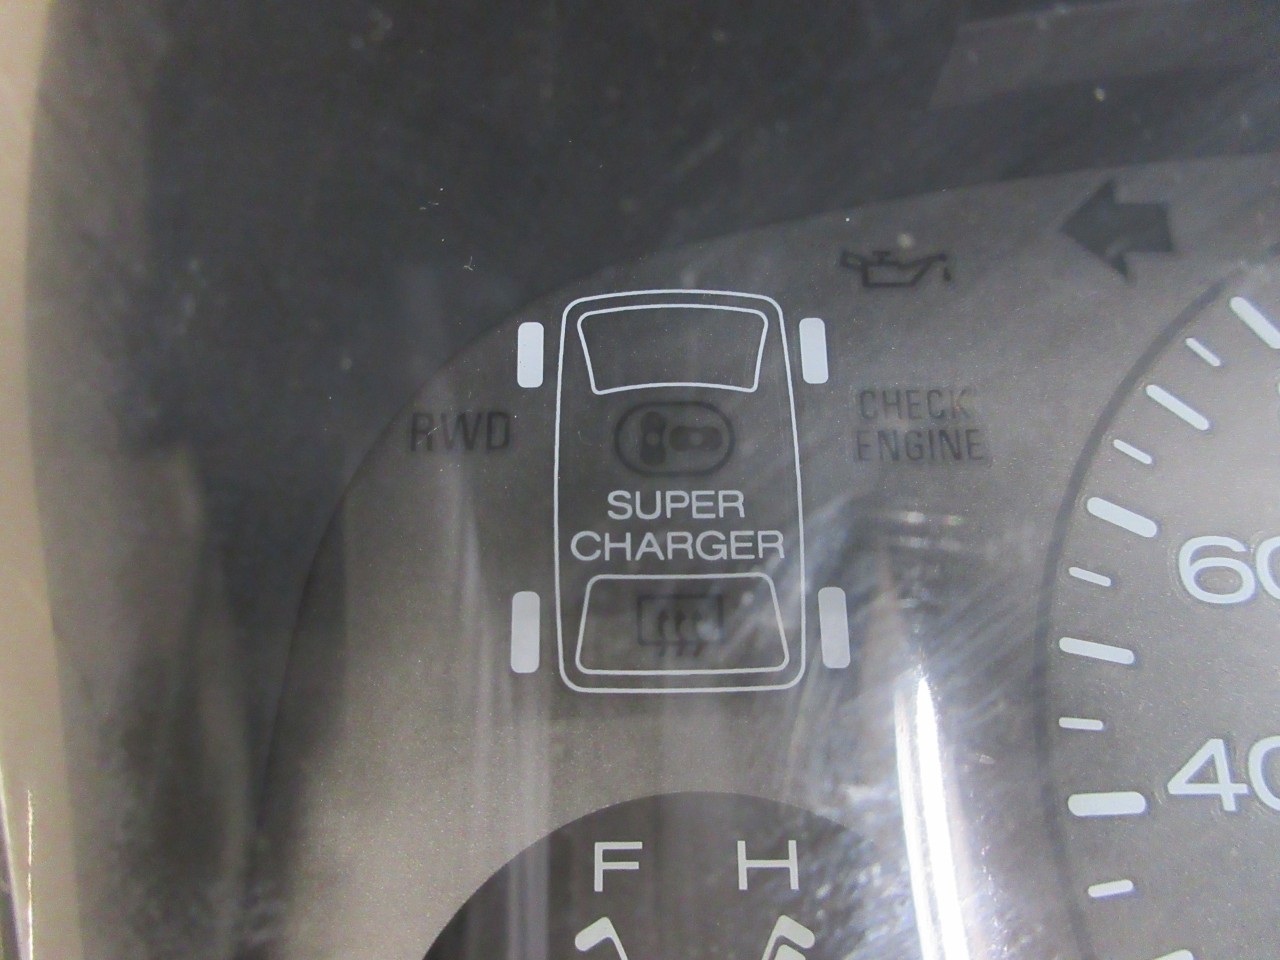 RWD
CHECK
ENGINE
SUPER
CHARGER
60
40
F H